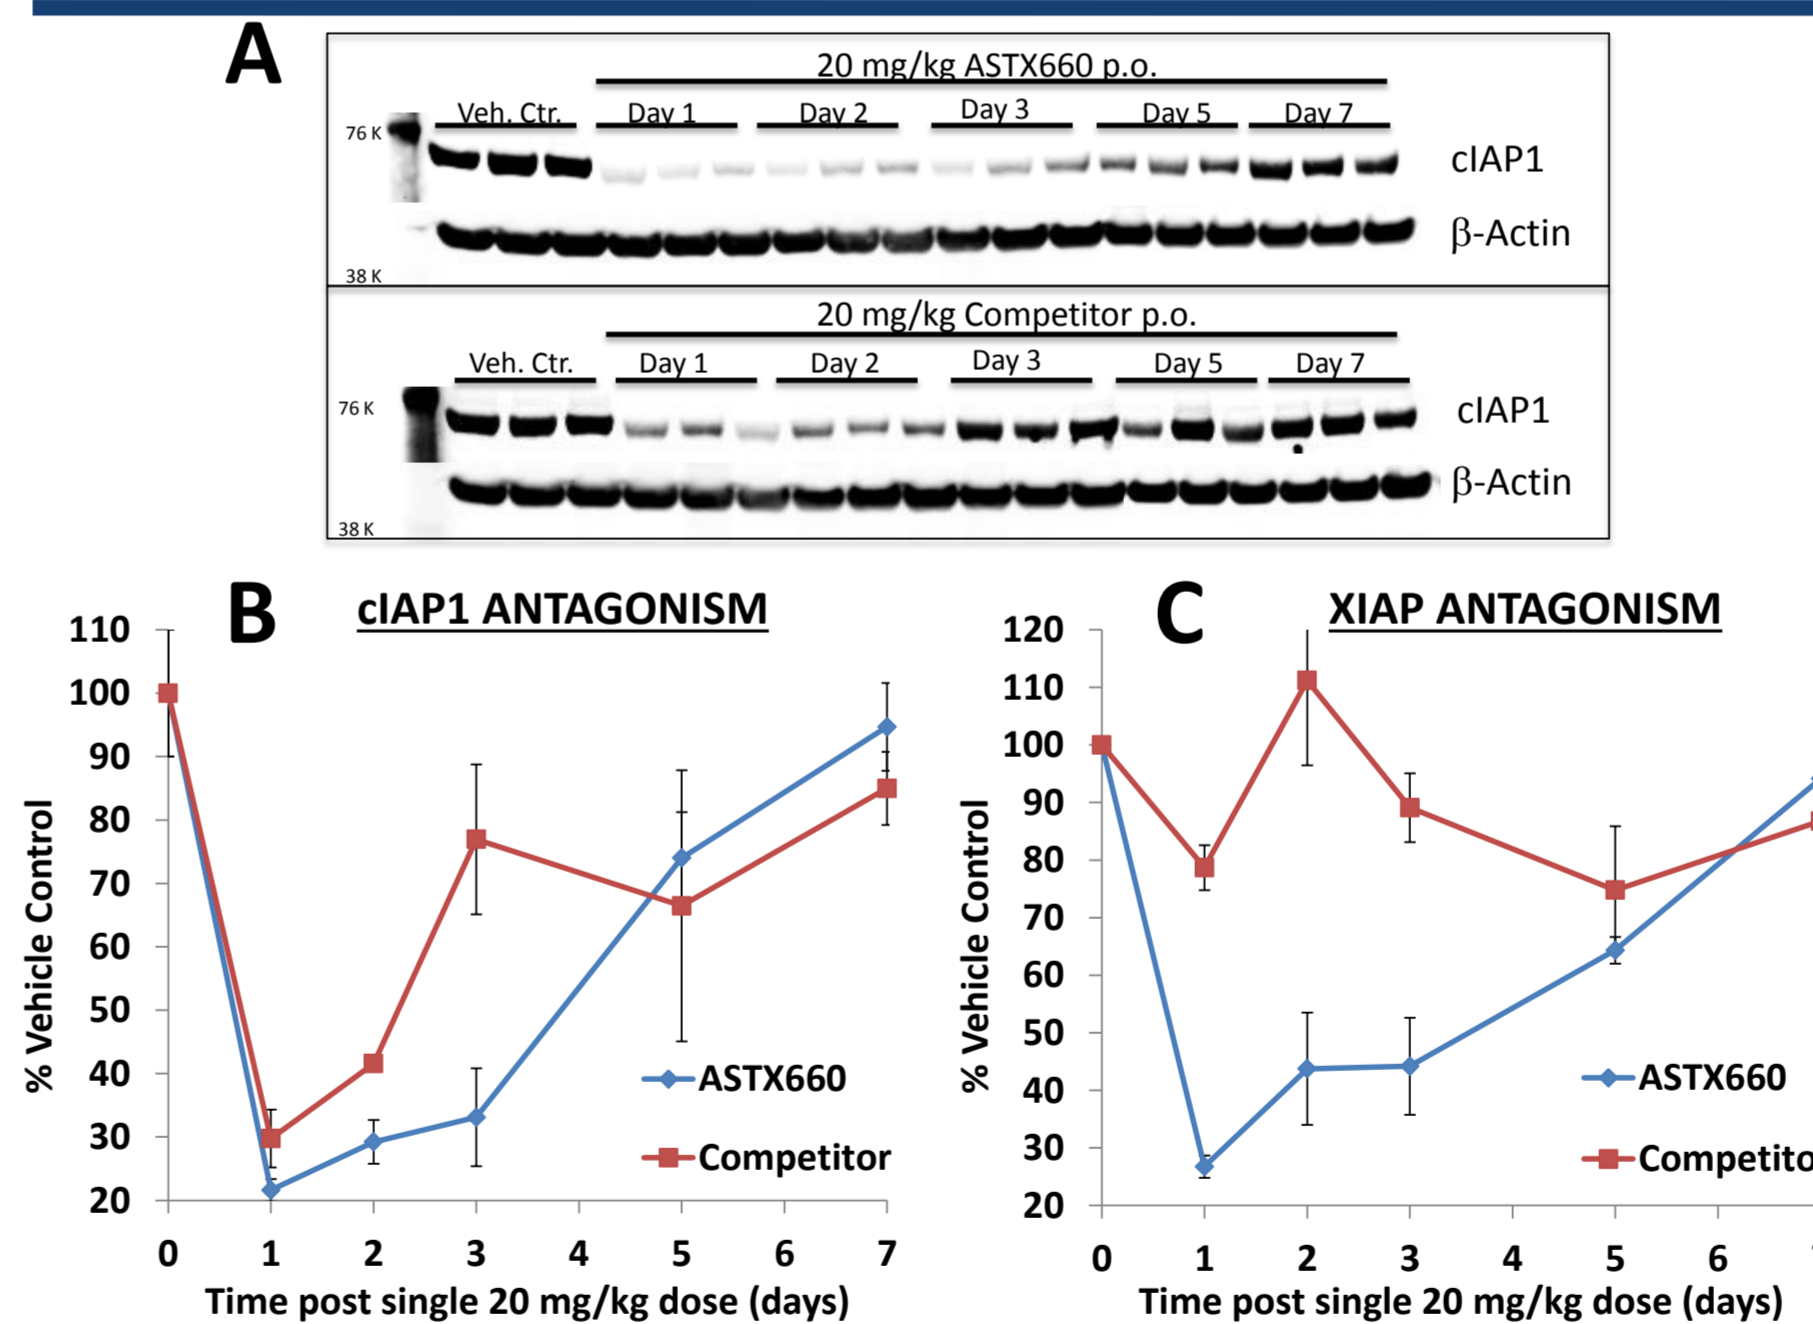 A
20 mg/kg ASTX660 p.o.
Veh. Ctr. Day 1 Day 2 Day 3 Day 5 Day 7
76 K
cIAP1
β-Actin
38 K
20 mg/kg Competitor p.o.
Veh. Ctr. Day 1 Day 2 Day 3 Day 5 Day 7
76 K
cIAP1
β-Actin
38 K
B
cIAP1 ANTAGONISM
110
100
90
80
70
60
50
40
30
20
% Vehicle Control
ASTX660
Competitor
0 1 2 3 4 5 6 7
Time post single 20 mg/kg dose (days)
C
XIAP ANTAGONISM
120
110
100
90
80
70
60
50
40
30
20
% Vehicle Control
ASTX660
Competito
0 1 2 3 4 5 6
Time post single 20 mg/kg dose (days)